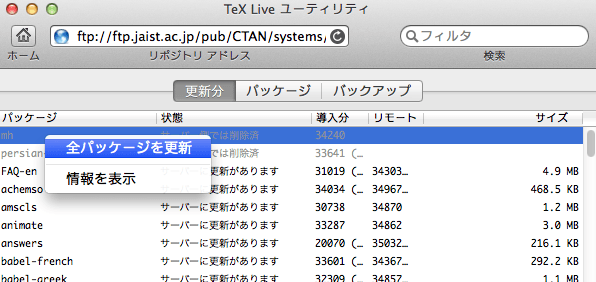 TeX Live ユーティリティ
ftp://ftp.jaist.ac.jp/pub/CTAN/systems/
フィルタ
ホーム リポジトリ アドレス 検索
更新分 パッケージ バックアップ
パッケージ 状態 導入分 リモート サイズ
mh では削除済 34240
persian では削除済 33641 (…
全パッケージを更新
情報を表示
FAQ-en サーバーに更新があります 31019 (… 34303… 4.9 MB
achemso サーバーに更新があります 34034 (… 34967… 468.5 KB
amscls サーバーに更新があります 30738 34870 1.2 MB
animate サーバーに更新があります 33287 34862 3.0 MB
answers サーバーに更新があります 20070 (… 35032… 216.1 KB
babel-french サーバーに更新があります 33601 (… 34367… 292.2 KB
babel-greek サーバーに更新があります 32309 (… 34857… 1.1 MB